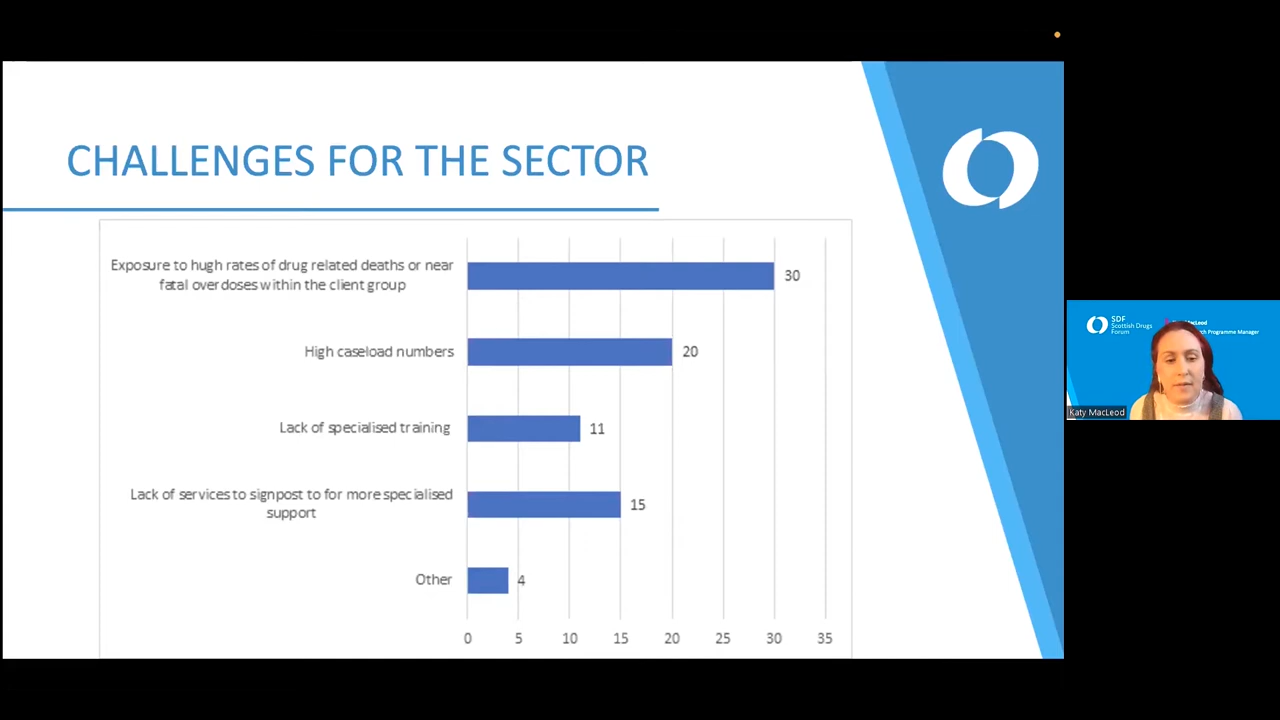 CHALLENGES FOR THE SECTOR
Exposure to hugh rates of drug related deaths or near
fatal overdoses within the client group
30
High caseload numbers
20
Lack of specialised training
11
Lack of services to signpost to for more specialised
support
15
Other
4
0 5 10 15 20 25 30 35
SDF
Scottish Drugs
Forum
MacLeod
Programme Manager
Katy MacLeod